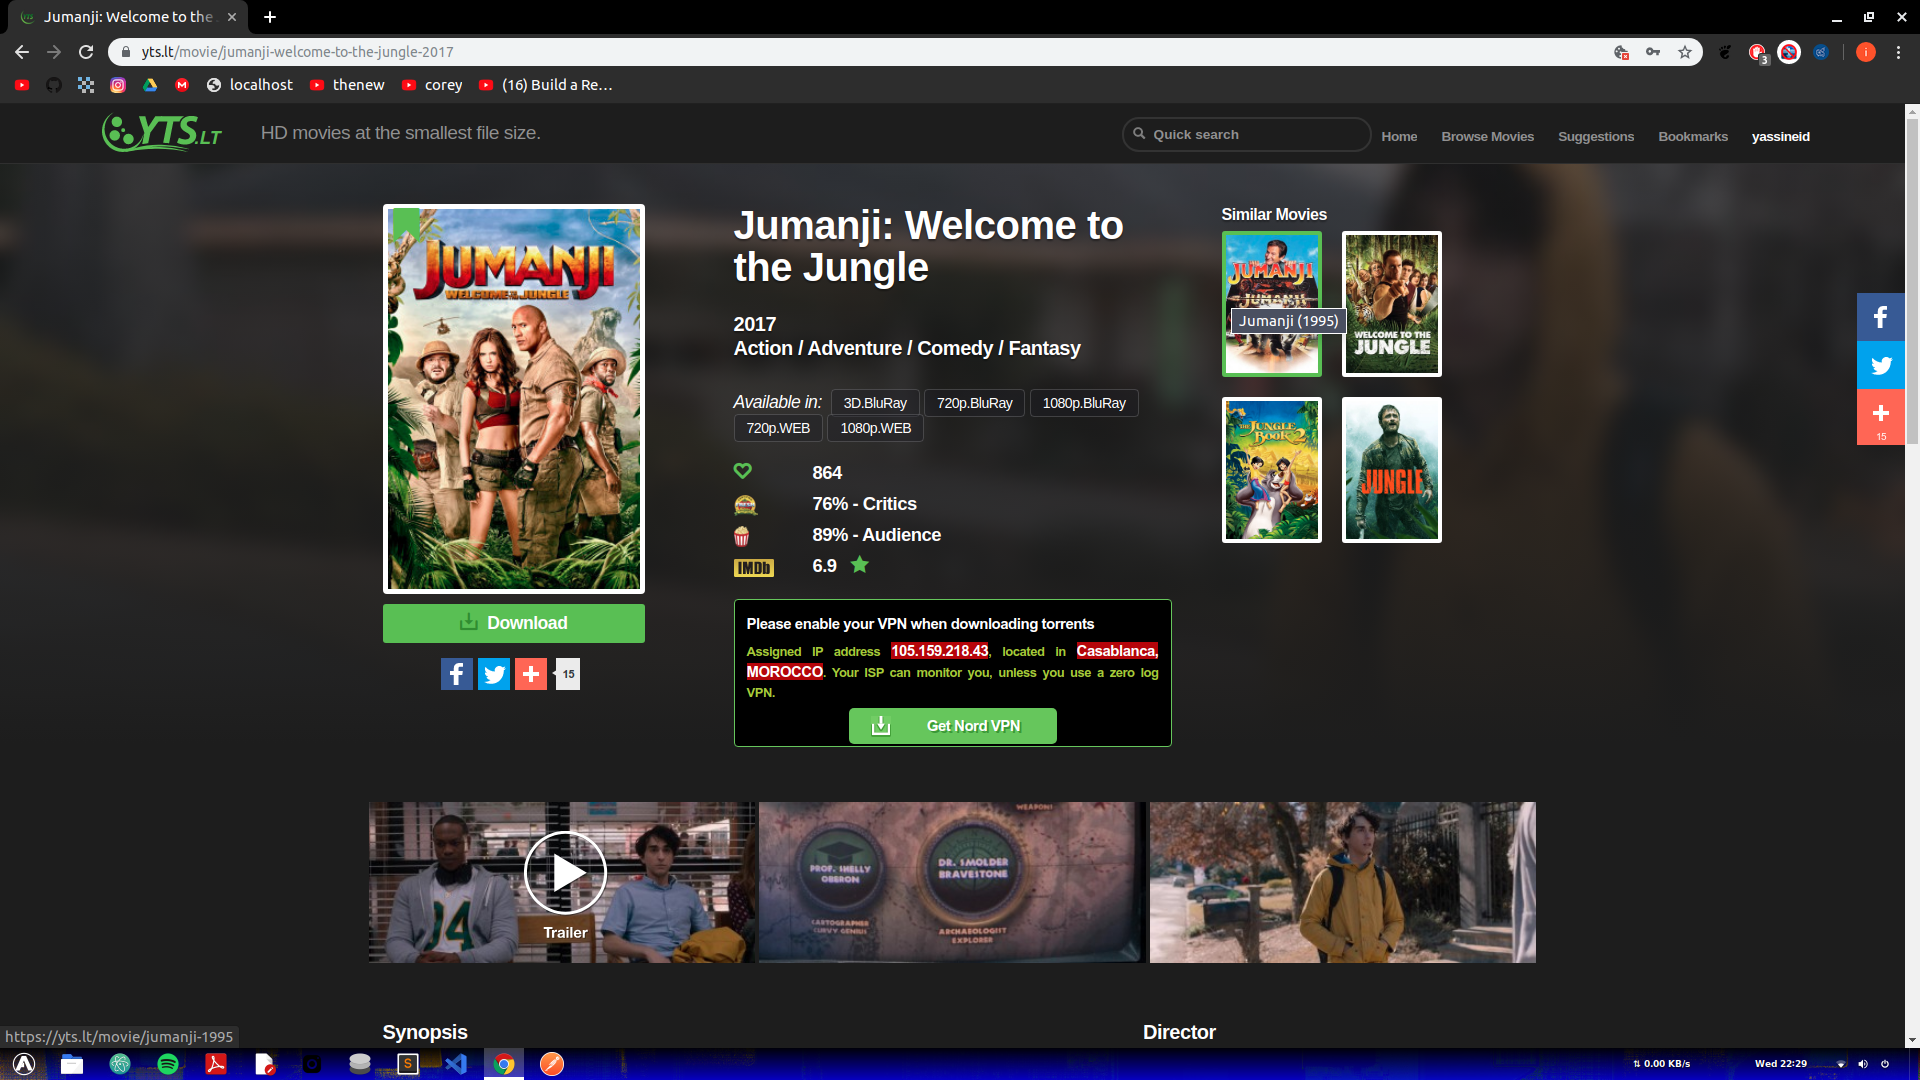 Jumanji: Welcome to the
yts.lt/movie/jumanji-welcome-to-the-jungle-2017
3
i
localhost
thenew
corey
(16) Build a Re…
YTS.LT
HD movies at the smallest file size.
Quick search
Home
Browse Movies
Suggestions
Bookmarks
yassineid
JUMANJI
WELCOME TO THE JUNGLE
Download
15
Jumanji: Welcome to
the Jungle
2017
Action / Adventure / Comedy / Fantasy
Available in: 3D.BluRay 720p.BluRay 1080p.BluRay
720p.WEB 1080p.WEB
864
76% - Critics
89% - Audience
IMDb 6.9
Please enable your VPN when downloading torrents
Assigned IP address 105.159.218.43, located in Casablanca,
MOROCCO. Your ISP can monitor you, unless you use a zero log
VPN.
Get Nord VPN
Similar Movies
JUMANJI
JUMANJI
Jumanji (1995)
WELCOME TO THE
JUNGLE
THE JUNGLE
BOOK 2
JUNGLE
15
24
Trailer
WEAPONS
PROF. SHELLY
OBERON
CARTOGRAPHER
CURVY GENIUS
DR. SMOLDER
BRAVESTONE
ARCHAEOLOGIST
EXPLORER
Synopsis
Director
https://yts.lt/movie/jumanji-1995
0.00 KB/s
Wed 22:29